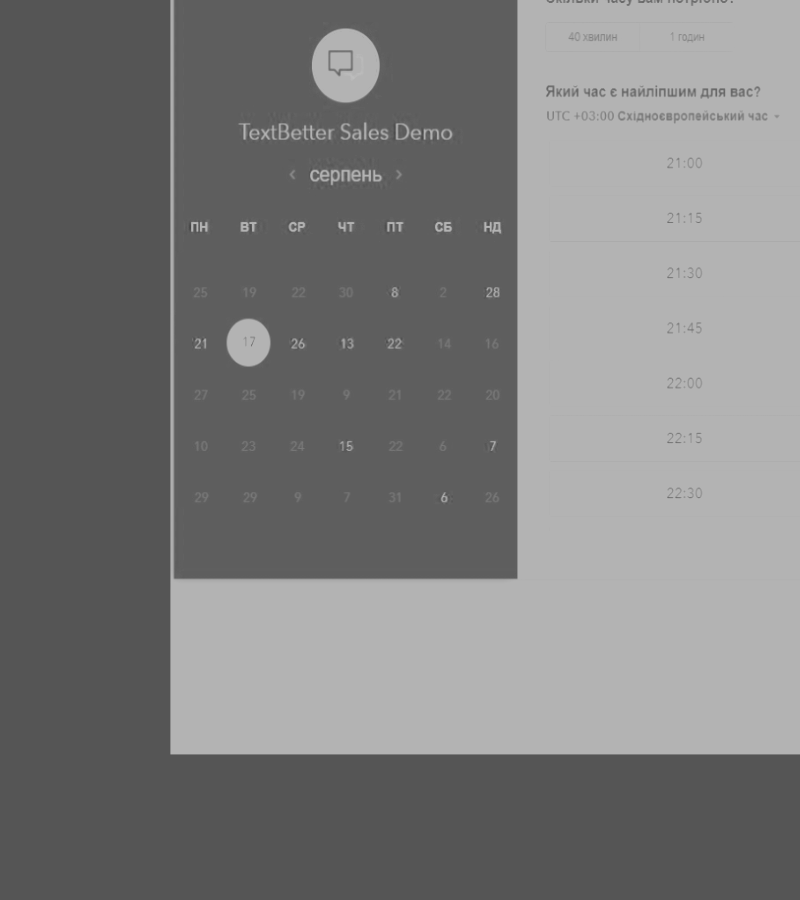 TextBetter Sales Demo
‹ серпень ›
ПН ВТ СР ЧТ ПТ СБ НД
25 19 22 30 8 2 28
21 17 26 13 22 14 16
27 25 19 9 21 22 20
10 23 24 15 22 6 7
29 29 9 7 31 6 26
Скільки часу Вам потрібно?
40 хвилин 1 годин
Який час є найліпшим для вас?
UTC +03:00 Східноєвропейський час
21:00
21:15
21:30
21:45
22:00
22:15
22:30